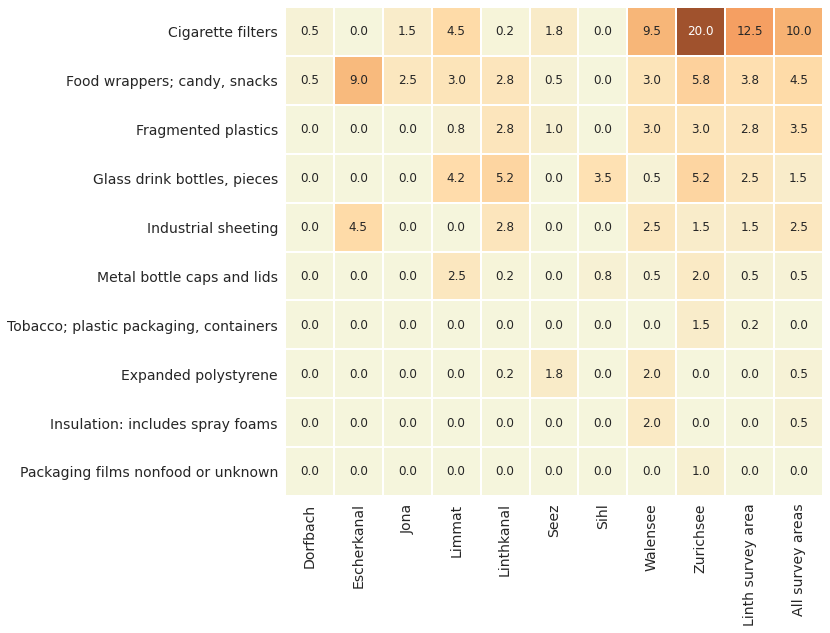 Cigarette filters 0.5 0.0 1.5 4.5 0.2 1.8 0.0 9.5 20.0 12.5 10.0
Food wrappers; candy, snacks 0.5 9.0 2.5 3.0 2.8 0.5 0.0 3.0 5.8 3.8 4.5
Fragmented plastics 0.0 0.0 0.0 0.8 2.8 1.0 0.0 3.0 3.0 2.8 3.5
Glass drink bottles, pieces 0.0 0.0 0.0 4.2 5.2 0.0 3.5 0.5 5.2 2.5 1.5
Industrial sheeting 0.0 4.5 0.0 0.0 2.8 0.0 0.0 2.5 1.5 1.5 2.5
Metal bottle caps and lids 0.0 0.0 0.0 2.5 0.2 0.0 0.8 0.5 2.0 0.5 0.5
Tobacco; plastic packaging, containers 0.0 0.0 0.0 0.0 0.0 0.0 0.0 0.0 1.5 0.2 0.0
Expanded polystyrene 0.0 0.0 0.0 0.0 0.2 1.8 0.0 2.0 0.0 0.0 0.5
Insulation: includes spray foams 0.0 0.0 0.0 0.0 0.0 0.0 0.0 2.0 0.0 0.0 0.5
Packaging films nonfood or unknown 0.0 0.0 0.0 0.0 0.0 0.0 0.0 0.0 1.0 0.0 0.0
Dorfbach
Escherkanal
Jona
Limmat
Linthkanal
Seez
Sihl
Walensee
Zurichsee
Linth survey area
All survey areas